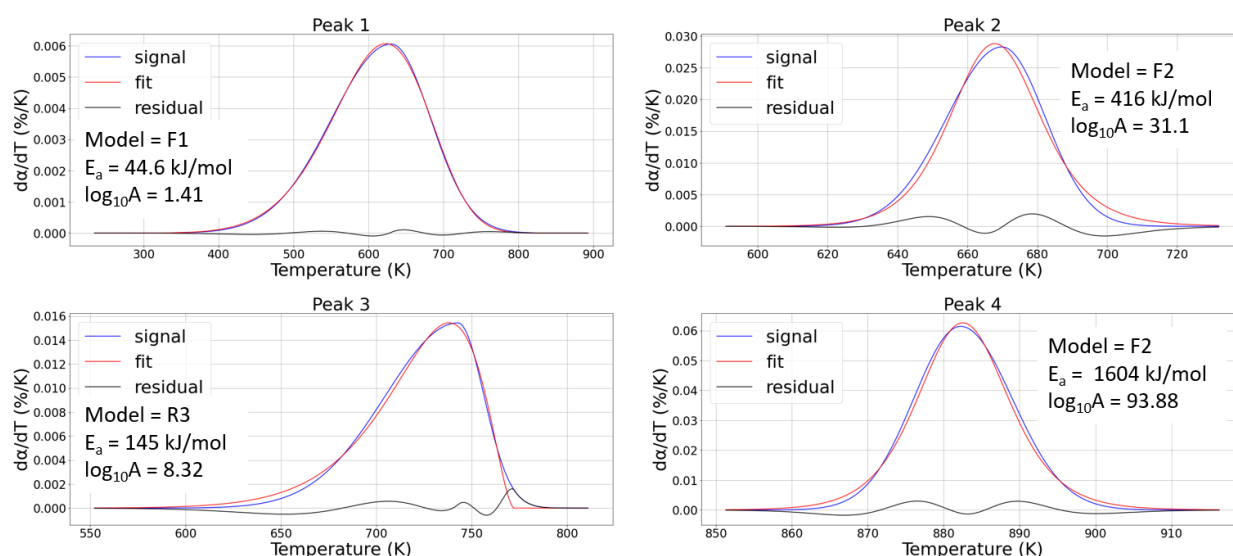 Peak 1
dα/dT (%/K)
0.006
0.005
0.004
0.003
0.002
0.001
0.000
signal
fit
residual
Model = F1
Eₐ = 44.6 kJ/mol
log₁₀A = 1.41
300 400 500 600 700 800 900
Temperature (K)
Peak 2
dα/dT (%/K)
0.030
0.025
0.020
0.015
0.010
0.005
0.000
signal
fit
residual
Model = F2
Eₐ = 416 kJ/mol
log₁₀A = 31.1
600 620 640 660 680 700 720
Temperature (K)
Peak 3
dα/dT (%/K)
0.016
0.014
0.012
0.010
0.008
0.006
0.004
0.002
0.000
signal
fit
residual
Model = R3
Eₐ = 145 kJ/mol
log₁₀A = 8.32
550 600 650 700 750 800
Temperature (K)
Peak 4
dα/dT (%/K)
0.06
0.05
0.04
0.03
0.02
0.01
0.00
signal
fit
residual
Model = F2
Eₐ = 1604 kJ/mol
log₁₀A = 93.88
850 860 870 880 890 900 910
Temperature (K)